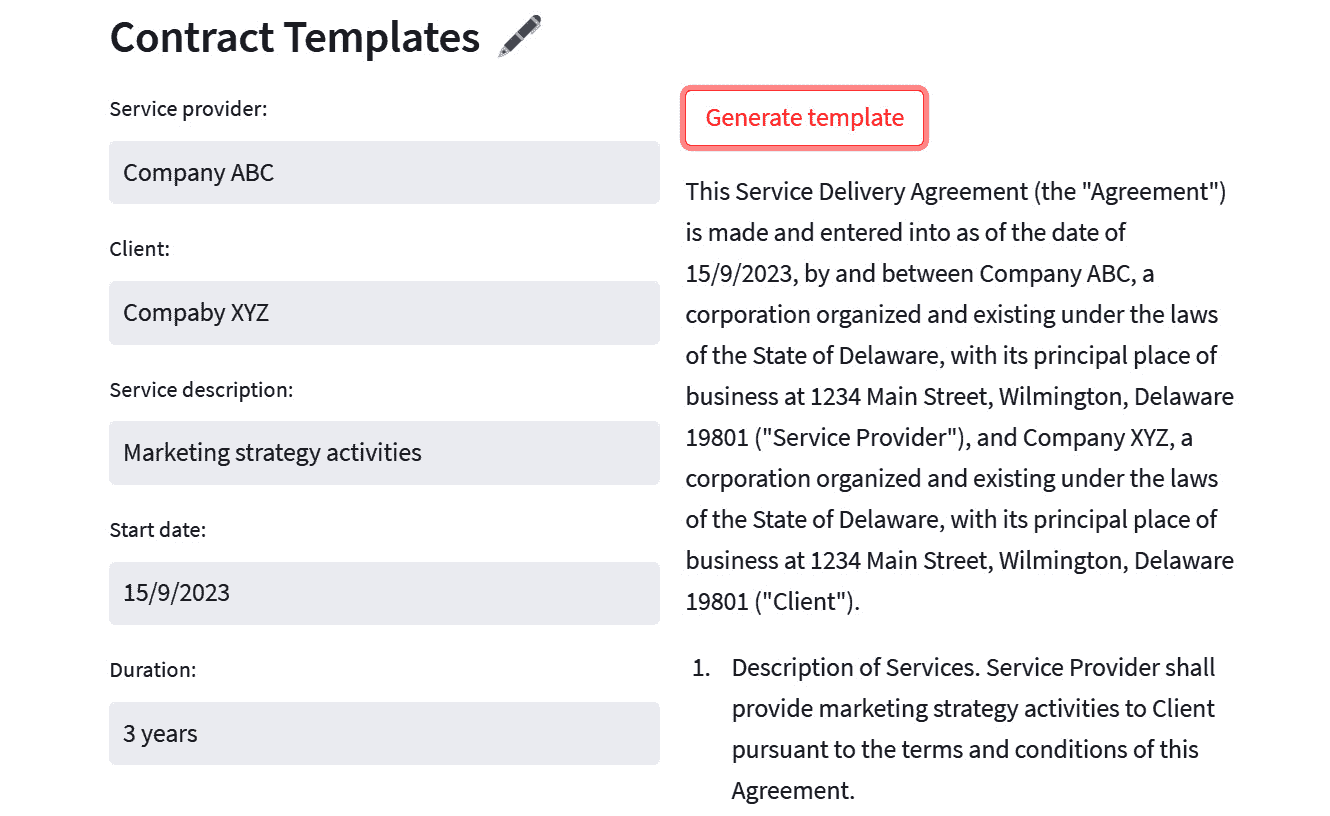 Contract Templates
Service provider:
Company ABC
Client:
Compaby XYZ
Service description:
Marketing strategy activities
Start date:
15/9/2023
Duration:
3 years
Generate template
This Service Delivery Agreement (the "Agreement")
is made and entered into as of the date of
15/9/2023, by and between Company ABC, a
corporation organized and existing under the laws
of the State of Delaware, with its principal place of
business at 1234 Main Street, Wilmington, Delaware
19801 ("Service Provider"), and Company XYZ, a
corporation organized and existing under the laws
of the State of Delaware, with its principal place of
business at 1234 Main Street, Wilmington, Delaware
19801 ("Client").
1. Description of Services. Service Provider shall
provide marketing strategy activities to Client
pursuant to the terms and conditions of this
Agreement.